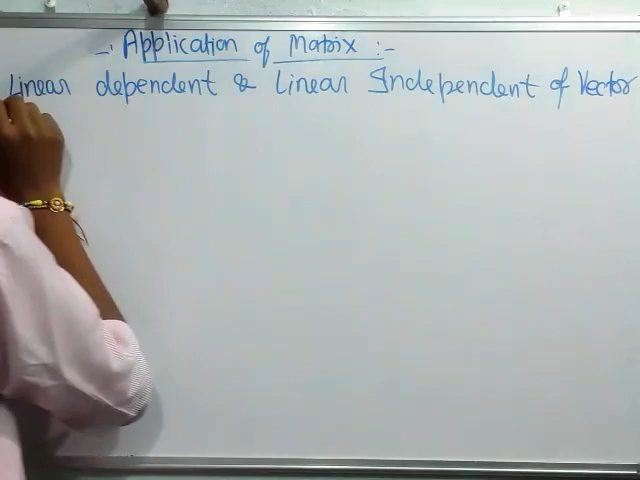 -: Application of Matrix :-
Linear dependent & Linear Independent of Vector